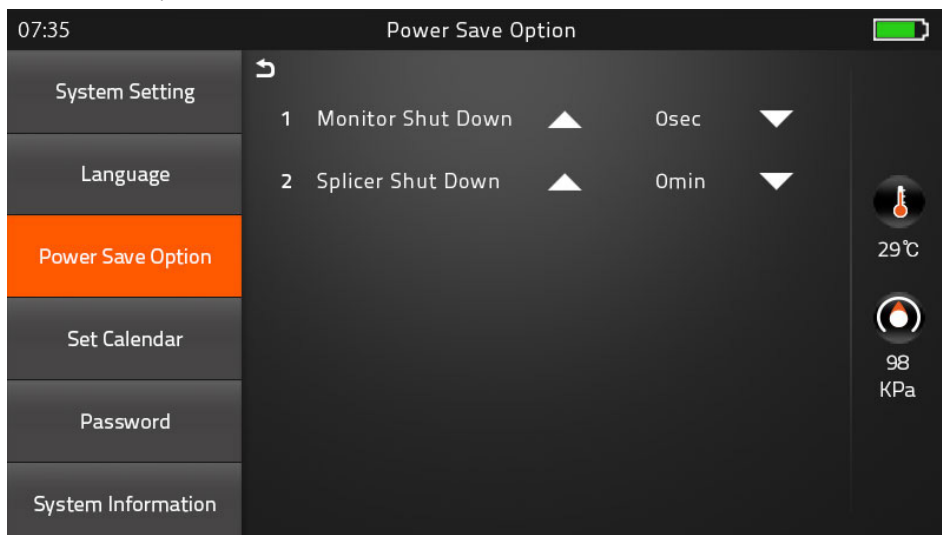 07:35
Power Save Option
System Setting
Language
Power Save Option
Set Calendar
Password
System Information
1 Monitor Shut Down 0sec
2 Splicer Shut Down 0min
29℃
98
KPa